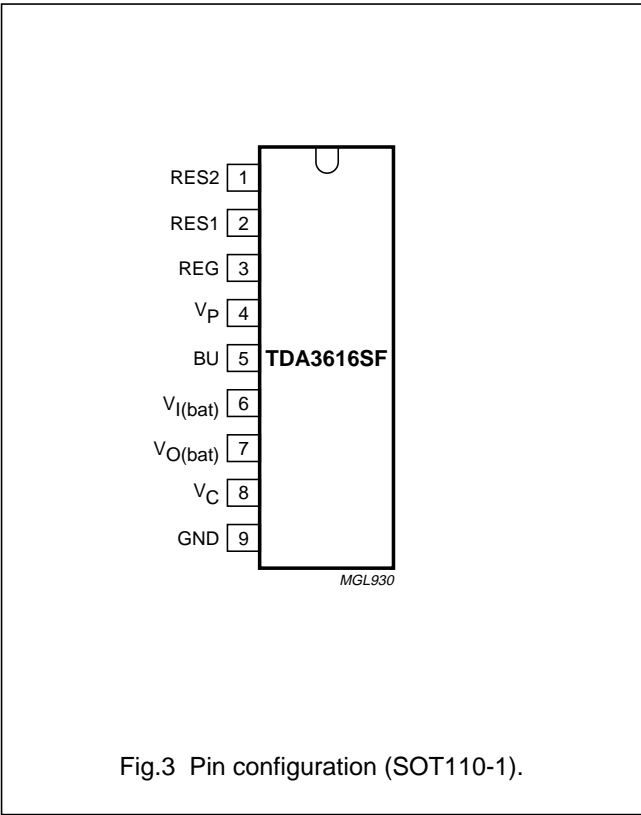 RES2 1
RES1 2
REG 3
VP 4
BU 5 TDA3616SF
VI(bat) 6
VO(bat) 7
VC 8
GND 9
MGL930
Fig.3 Pin configuration (SOT110-1).